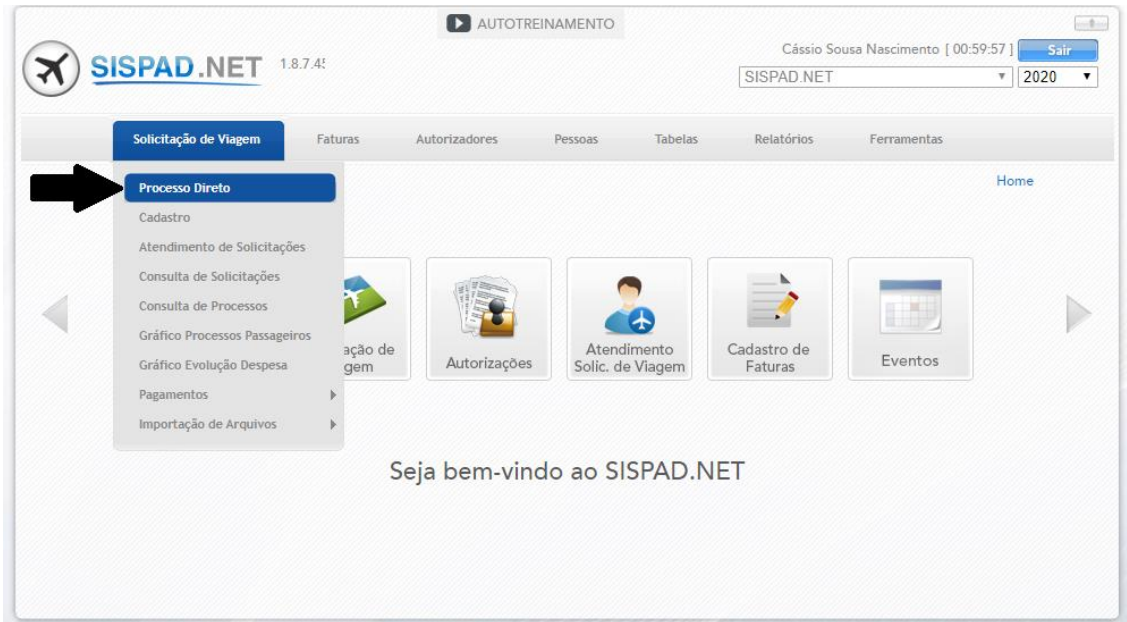 AUTOTREINAMENTO
Cássio Sousa Nascimento [ 00:59:57 ] Sair
SISPAD.NET 1.8.7.45
SISPAD.NET 2020
Solicitação de Viagem Faturas Autorizadores Pessoas Tabelas Relatórios Ferramentas
Home
Processo Direto
Cadastro
Atendimento de Solicitações
Consulta de Solicitações
Consulta de Processos
Gráfico Processos Passageiros
Gráfico Evolução Despesa
Pagamentos
Importação de Arquivos
ação de
gem
Autorizações
Atendimento
Solic. de Viagem
Cadastro de
Faturas
Eventos
Seja bem-vindo ao SISPAD.NET